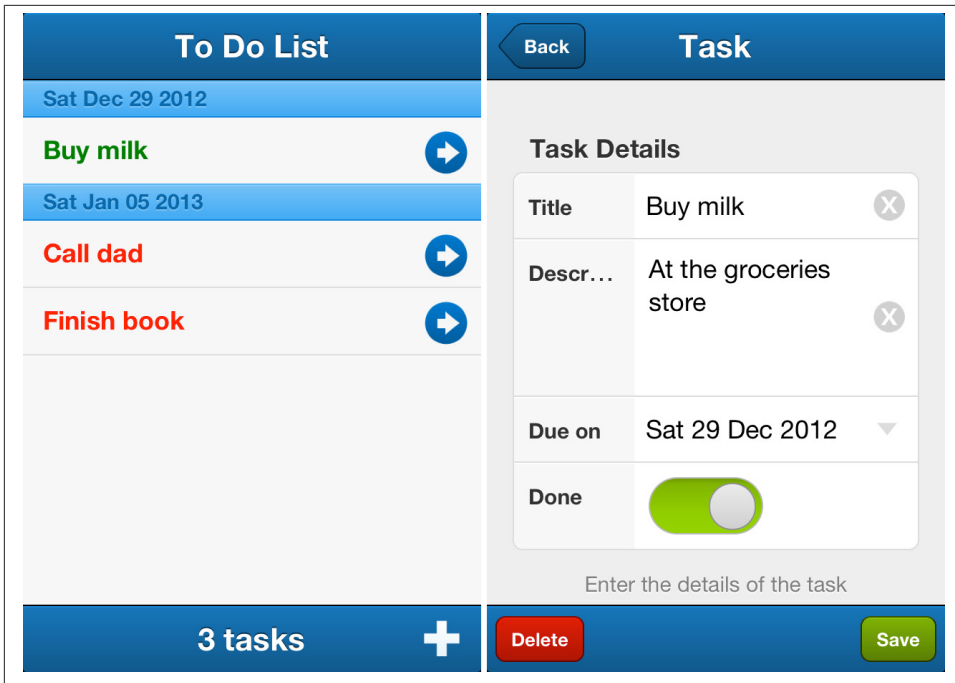 To Do List
Sat Dec 29 2012
Buy milk
Sat Jan 05 2013
Call dad
Finish book
3 tasks
Back
Task
Task Details
Title
Buy milk
X
Descr...
At the groceries
store
X
Due on
Sat 29 Dec 2012
Done
Enter the details of the task
Delete
Save